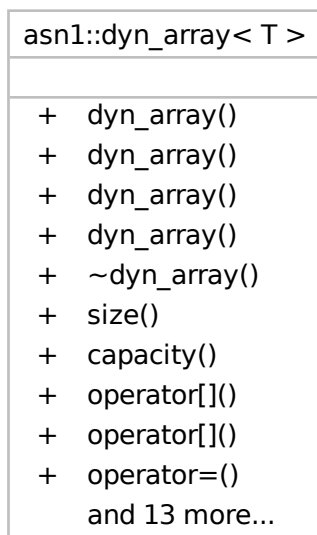 asn1::dyn_array< T >
+ dyn_array()
+ dyn_array()
+ dyn_array()
+ dyn_array()
+ ~dyn_array()
+ size()
+ capacity()
+ operator[]()
+ operator[]()
+ operator=()
and 13 more...